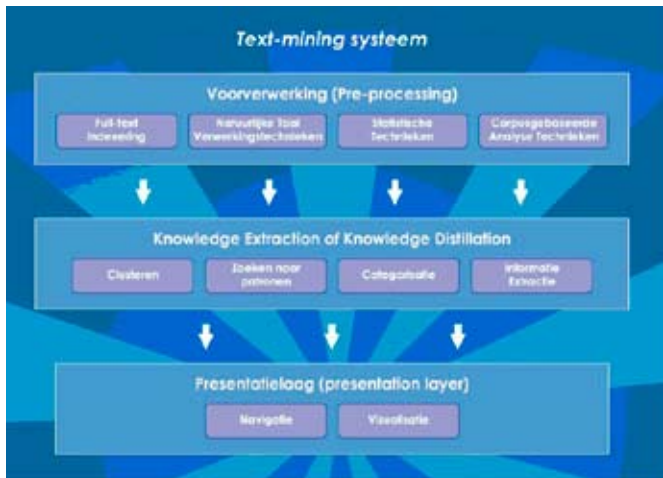 Text-mining systeem
Voorverwerking (Pre-processing)
Full-text
Indexering
Natuurlijke Taal
Verwerkingstechnieken
Statistische
Technieken
Corpusgebaseerde
Analyse Technieken
Knowledge Extraction of Knowledge Distillation
Clusteren
Zoeken naar
patronen
Categorisatie
Informatie
Extractie
Presentatielaag (presentation layer)
Navigatie
Visualisatie